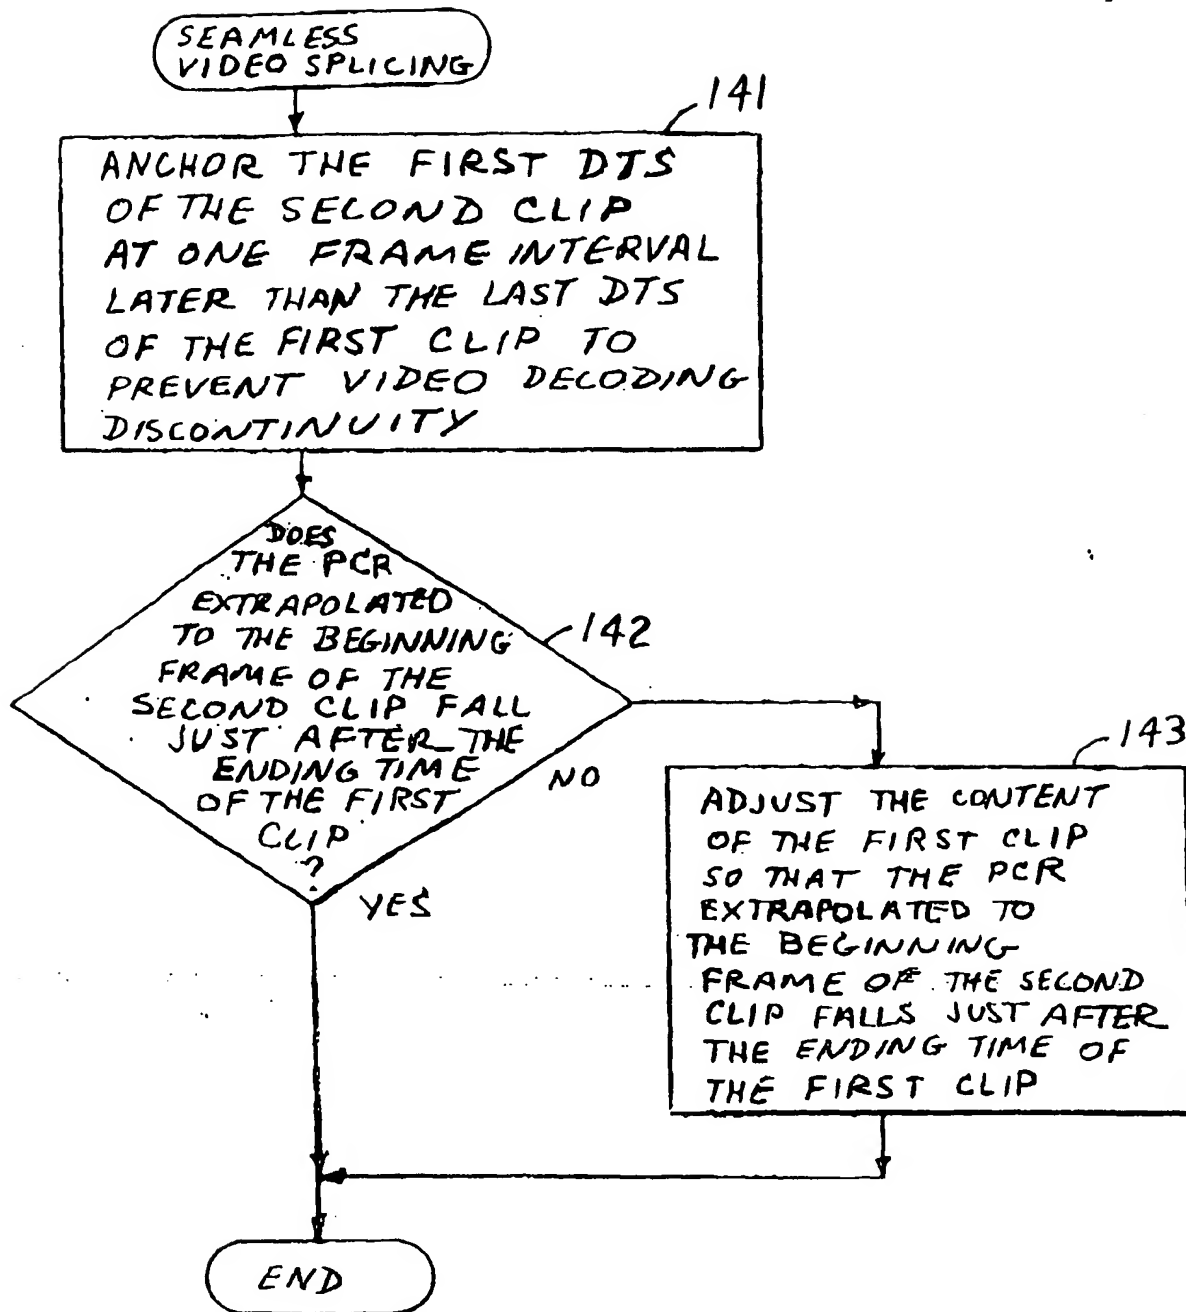 SEAMLESS
VIDEO SPLICING
141
ANCHOR THE FIRST DTS
OF THE SECOND CLIP
AT ONE FRAME INTERVAL
LATER THAN THE LAST DTS
OF THE FIRST CLIP TO
PREVENT VIDEO DECODING
DISCONTINUITY
DOES
THE PCR
EXTRAPOLATED
TO THE BEGINNING
FRAME OF THE
SECOND CLIP FALL
JUST AFTER THE
ENDING TIME
OF THE FIRST
CLIP
?
142
NO
YES
143
ADJUST THE CONTENT
OF THE FIRST CLIP
SO THAT THE PCR
EXTRAPOLATED TO
THE BEGINNING
FRAME OF THE SECOND
CLIP FALLS JUST AFTER
THE ENDING TIME OF
THE FIRST CLIP
END